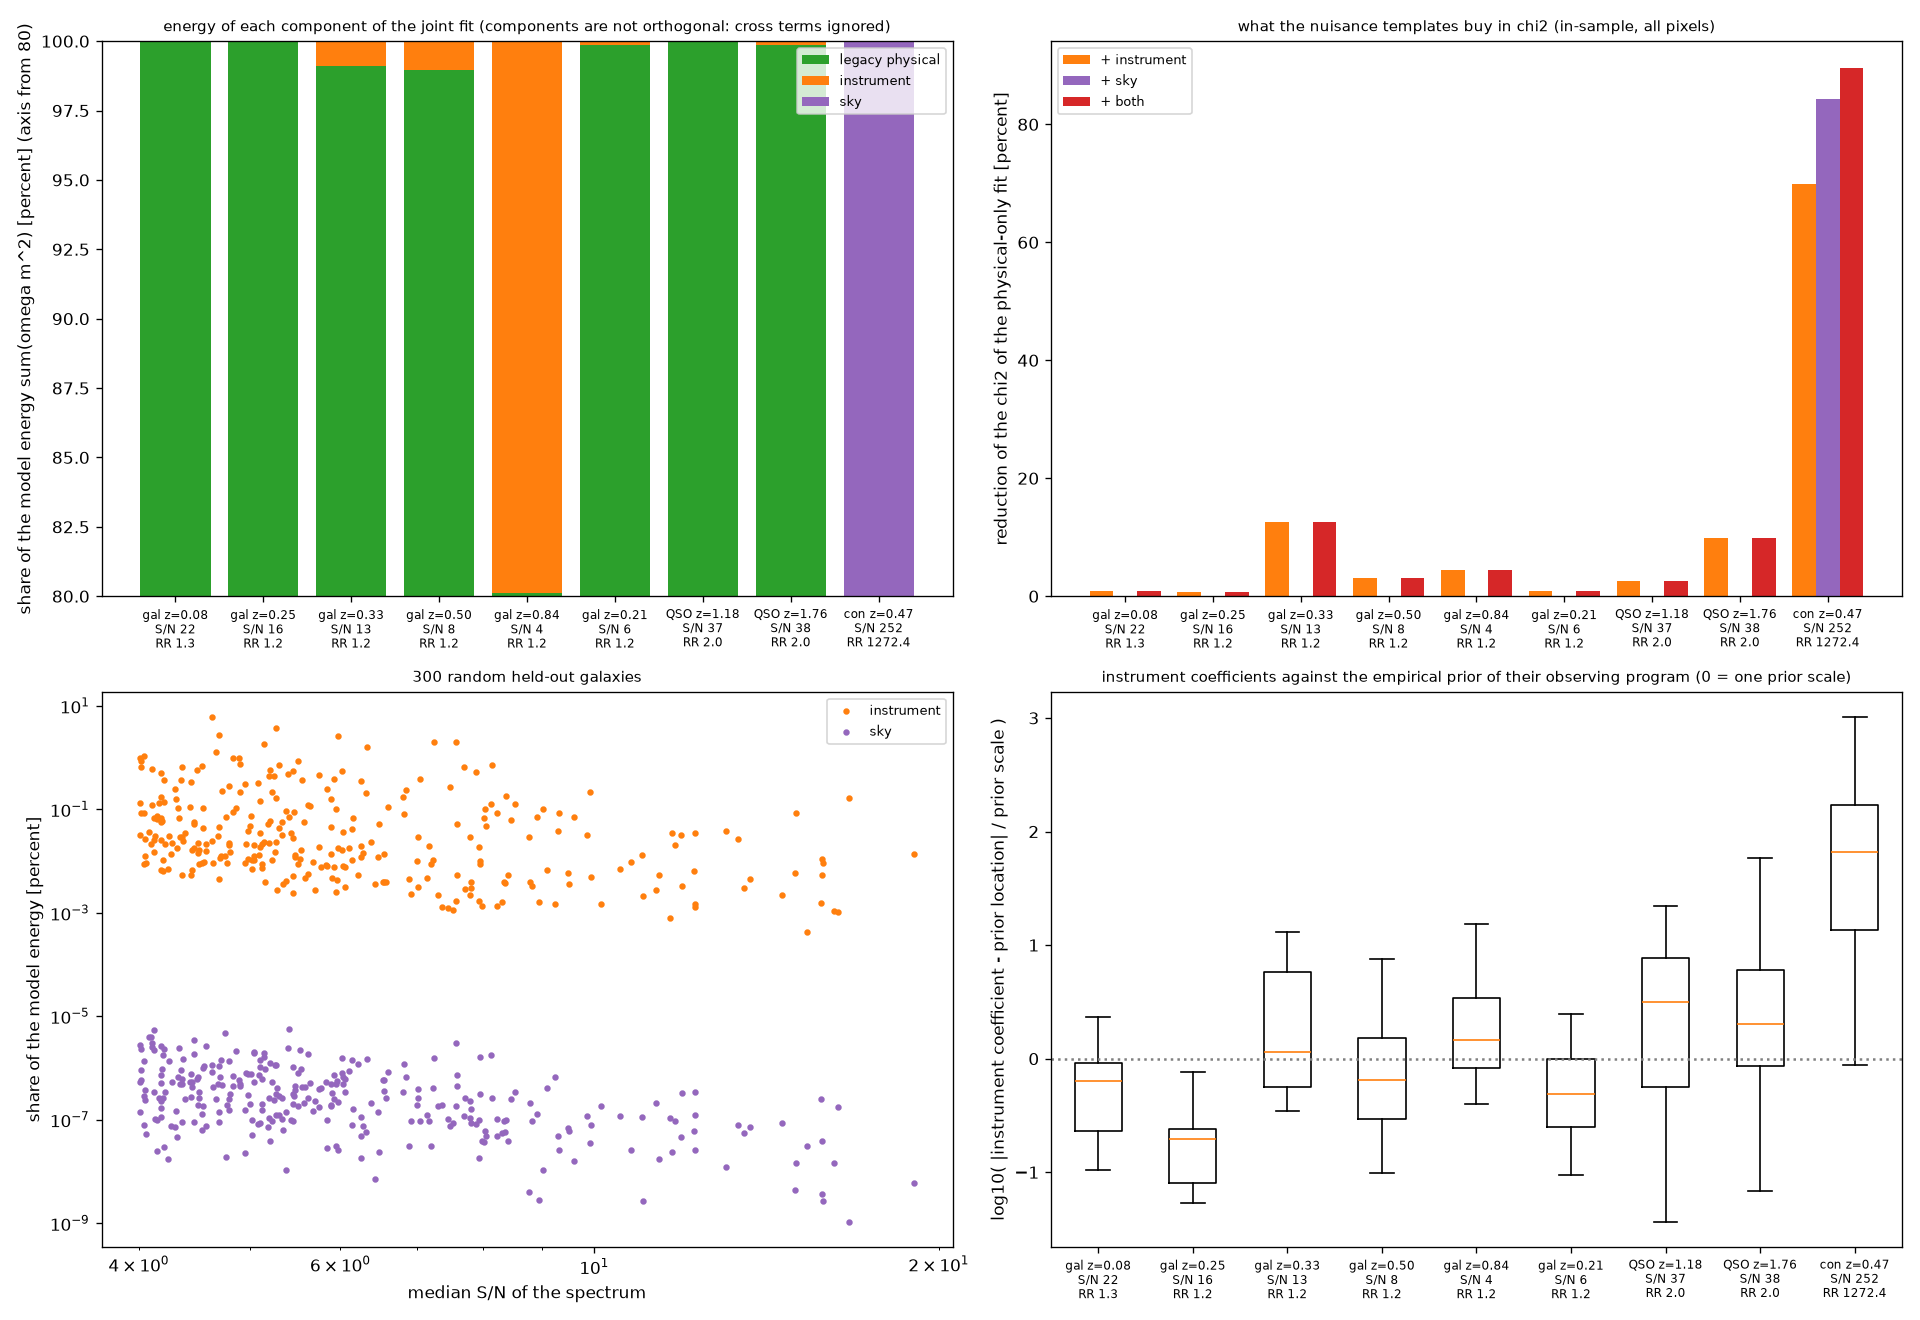 energy of each component of the joint fit (components are not orthogonal: cross terms ignored)
share of the model energy sum(omega m^2) [percent] (axis from 80)
100.0
97.5
95.0
92.5
90.0
87.5
85.0
82.5
80.0
legacy physical
instrument
sky
gal z=0.08
S/N 22
RR 1.3
gal z=0.25
S/N 16
RR 1.2
gal z=0.33
S/N 13
RR 1.2
gal z=0.50
S/N 8
RR 1.2
gal z=0.84
S/N 4
RR 1.2
gal z=0.21
S/N 6
RR 1.2
QSO z=1.18
S/N 37
RR 2.0
QSO z=1.76
S/N 38
RR 2.0
con z=0.47
S/N 252
RR 1272.4
what the nuisance templates buy in chi2 (in-sample, all pixels)
reduction of the chi2 of the physical-only fit [percent]
80
60
40
20
0
+ instrument
+ sky
+ both
gal z=0.08
S/N 22
RR 1.3
gal z=0.25
S/N 16
RR 1.2
gal z=0.33
S/N 13
RR 1.2
gal z=0.50
S/N 8
RR 1.2
gal z=0.84
S/N 4
RR 1.2
gal z=0.21
S/N 6
RR 1.2
QSO z=1.18
S/N 37
RR 2.0
QSO z=1.76
S/N 38
RR 2.0
con z=0.47
S/N 252
RR 1272.4
300 random held-out galaxies
share of the model energy [percent]
10^1
10^−1
10^−3
10^−5
10^−7
10^−9
instrument
sky
4 × 10^0
6 × 10^0
10^1
2 × 10^1
median S/N of the spectrum
instrument coefficients against the empirical prior of their observing program (0 = one prior scale)
log10( |instrument coefficient - prior location| / prior scale )
3
2
1
0
−1
gal z=0.08
S/N 22
RR 1.3
gal z=0.25
S/N 16
RR 1.2
gal z=0.33
S/N 13
RR 1.2
gal z=0.50
S/N 8
RR 1.2
gal z=0.84
S/N 4
RR 1.2
gal z=0.21
S/N 6
RR 1.2
QSO z=1.18
S/N 37
RR 2.0
QSO z=1.76
S/N 38
RR 2.0
con z=0.47
S/N 252
RR 1272.4